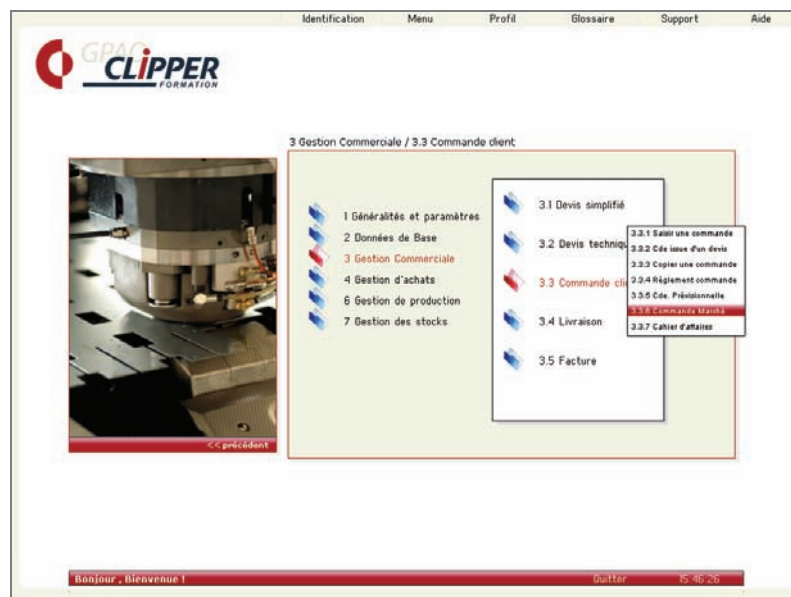 Identification Menu Profil Glossaire Support Aide
GPAO
CLiPPER
FORMATION
3 Gestion Commerciale / 3.3 Commande client
1 Généralités et paramètres
2 Données de Base
3 Gestion Commerciale
4 Gestion d'achats
6 Gestion de production
7 Gestion des stocks
3.1 Devis simplifié
3.2 Devis techniqu
3.3 Commande clie
3.4 Livraison
3.5 Facture
3.3.1 Saisir une commande
3.3.2 Cde issue d'un devis
3.3.3 Copier une commande
3.3.4 Règlement commande
3.3.5 Cde. Prévisionnelle
3.3.6 Commande Marché
3.3.7 Cahier d'affaires
<< précédent
Bonjour , Bienvenue ! Quitter 15:46:26